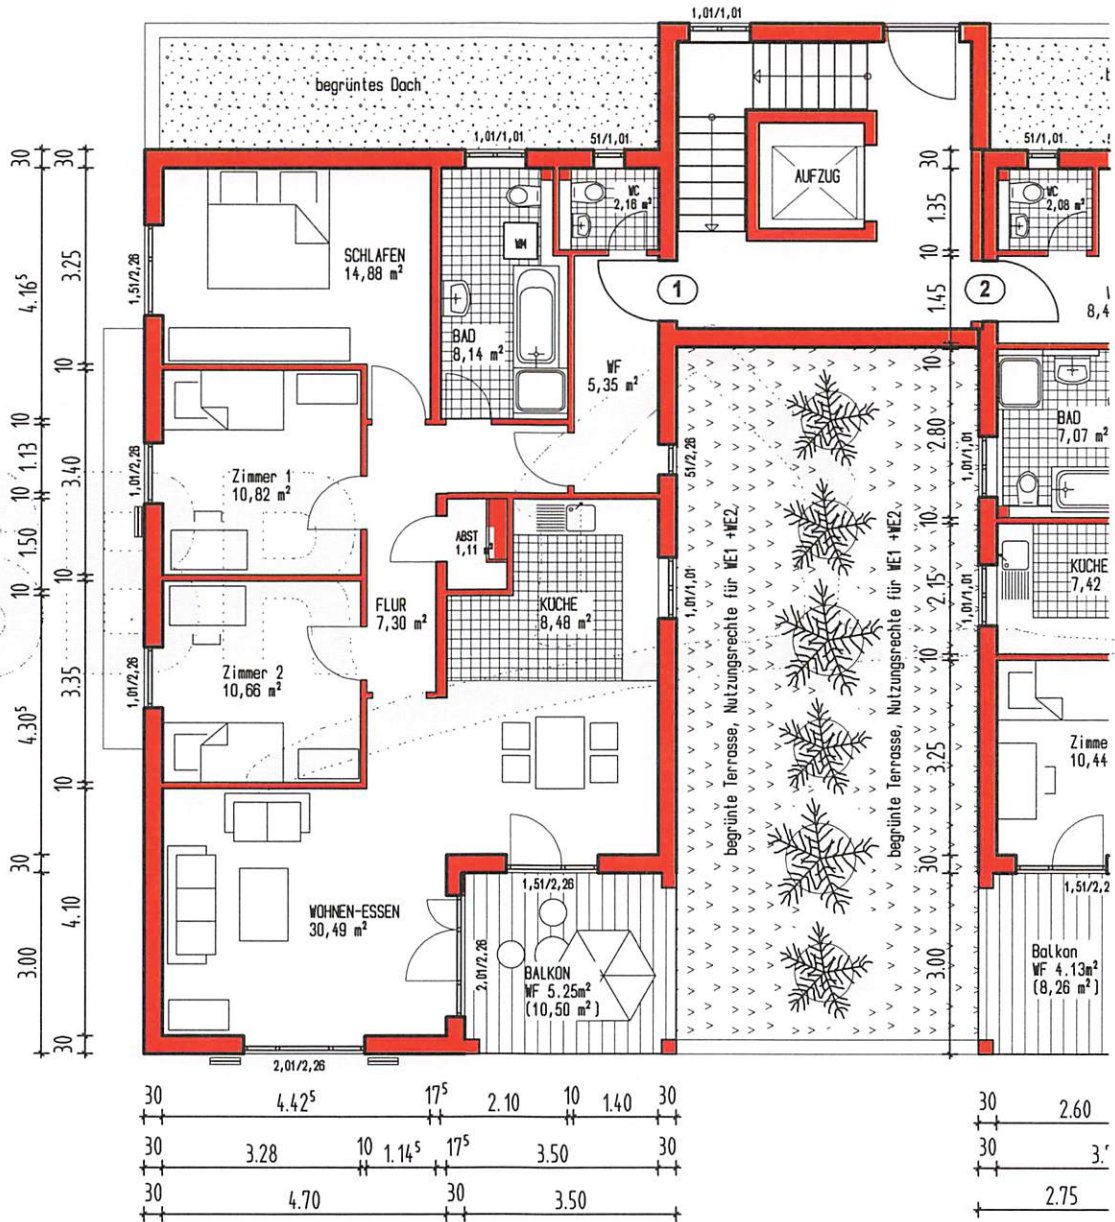 1,01/1,01
begrüntes Dach
1,01/1,01
51/1,01
51/1,01
AUFZUG
WC
2,16 m²
WC
2,08 m²
30
30
30
1.35
10
1.45
10
2.80
10
2.15
10
3.25
30
3.00
4.16⁵
10
1.13
10
1.50
10
4.30⁵
30
3.00
3.25
10
3.40
10
3.35
10
4.10
30
1,51/2,26
SCHLAFEN
14,88 m²
WM
BAD
8,14 m²
WF
5,35 m²
1
2
8,4
BAD
7,07 m²
1,01/2,26
Zimmer 1
10,82 m²
51/2,26
1,01/1,01
ABST
1,11 m²
KÜCHE
8,48 m²
1,01/1,01
FLUR
7,30 m²
KÜCHE
7,42
1,01/1,01
Zimmer 2
10,66 m²
1,01/2,26
begrünte Terrasse, Nutzungsrechte für WE1 +WE2
begrünte Terrasse, Nutzungsrechte für WE1 +WE2
Zimme
10,44
WOHNEN-ESSEN
30,49 m²
1,51/2,26
2,01/2,26
BALKON
WF 5.25m²
(10,50 m²)
1,51/2,2
Balkon
WF 4.13m²
(8,26 m²)
2,01/2,26
30 4.42⁵ 17⁵ 2.10 10 1.40 30
30 2.60
30 3.28 10 1.14⁵ 17⁵ 3.50 30
30
30 4.70 30 3.50
2.75